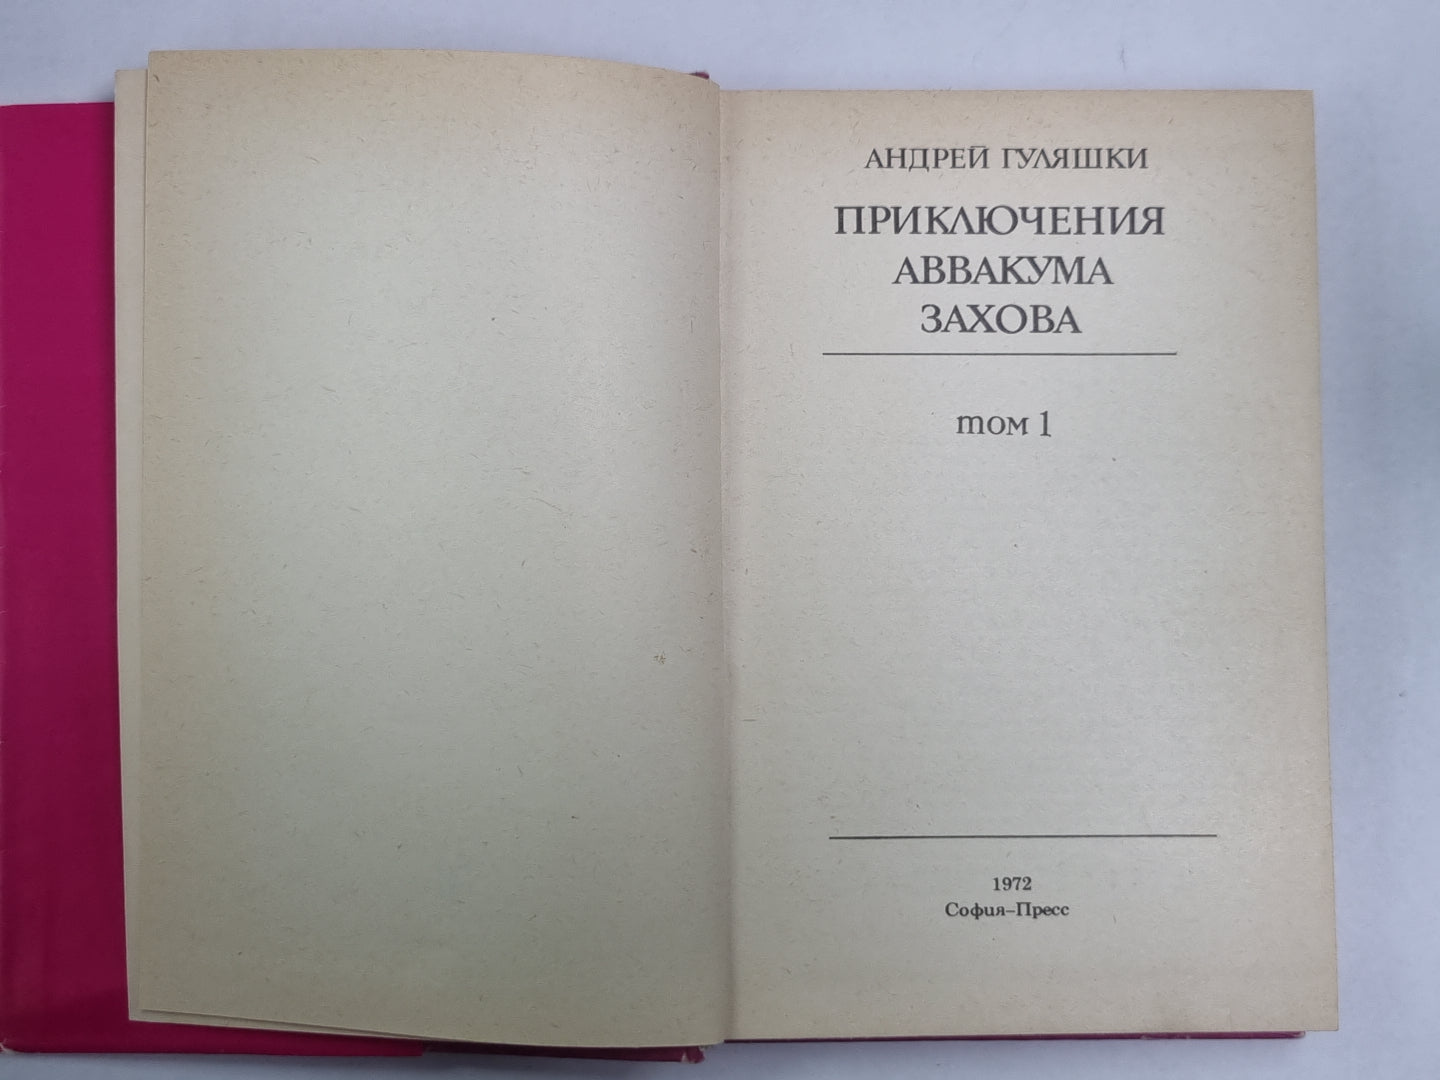 АНДРЕЙ ГУЛЯШКИ
ПРИКЛЮЧЕНИЯ
АВВАКУМА
ЗАХОВА
том 1
1972
София–Пресс